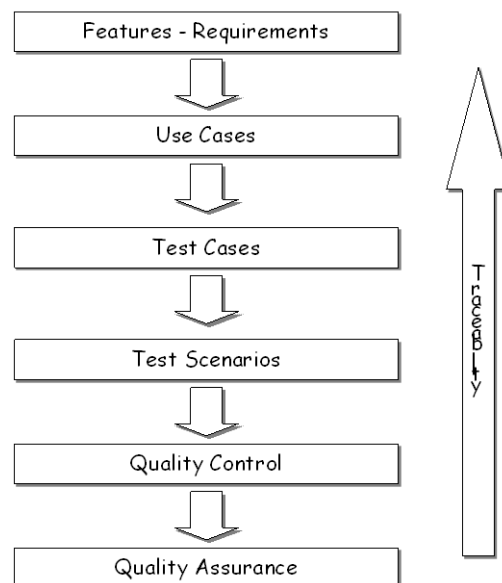 Features - Requirements
Use Cases
Test Cases
Test Scenarios
Quality Control
Quality Assurance
Traceability